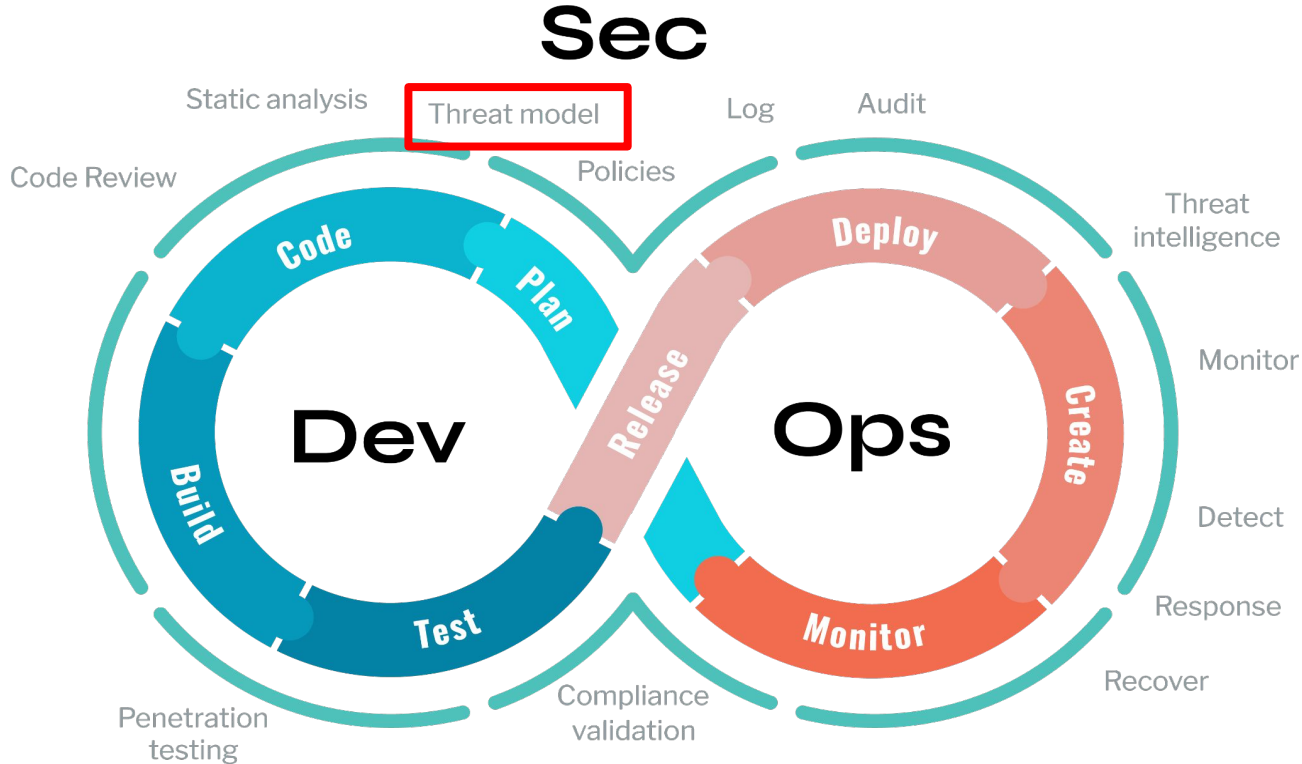 Sec
Static analysis
Threat model
Log
Audit
Code Review
Policies
Threat
intelligence
Code
Plan
Deploy
Release
Create
Monitor
Dev
Ops
Build
Test
Monitor
Detect
Response
Recover
Compliance
validation
Penetration
testing